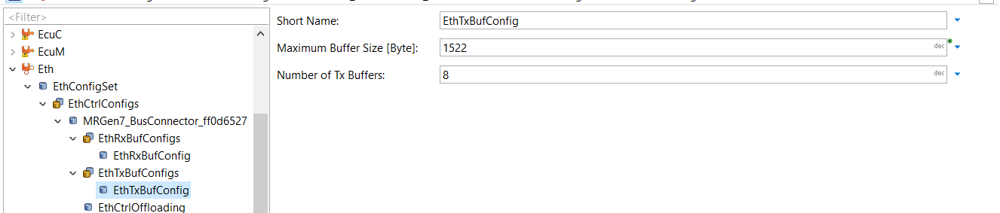 <Filter>
EcuC
EcuM
Eth
EthConfigSet
EthCtrlConfigs
MRGen7_BusConnector_ff0d6527
EthRxBufConfigs
EthRxBufConfig
EthTxBufConfigs
EthTxBufConfig
EthCtrlOffloading
Short Name: EthTxBufConfig
Maximum Buffer Size [Byte]: 1522 dec *
Number of Tx Buffers: 8 dec